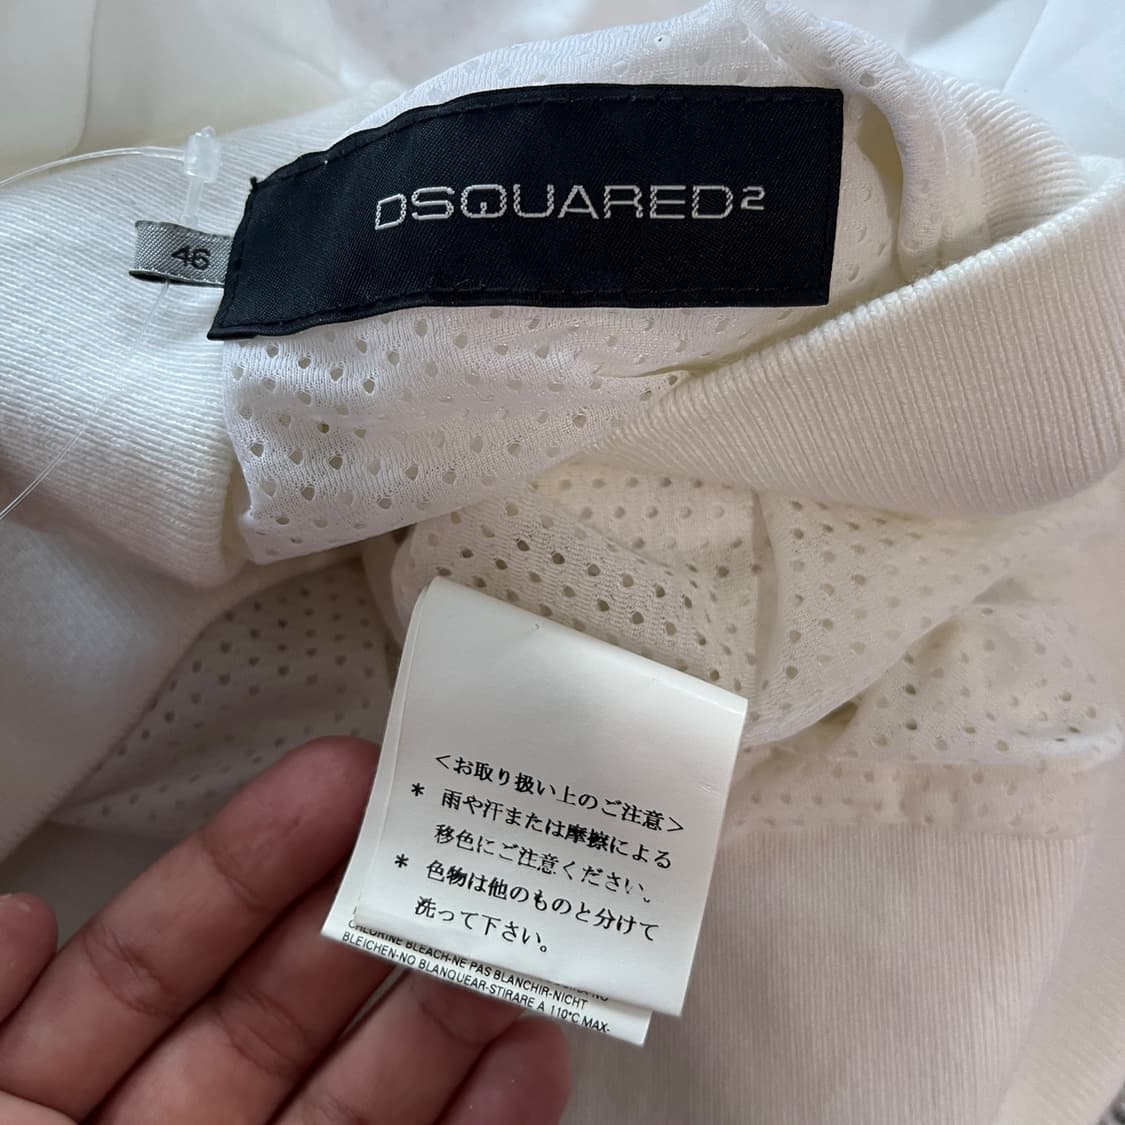 DSQUARED2
46
<お取り扱い上のご注意>
* 雨や汗または摩擦による
移色にご注意ください。
* 色物は他のものと分けて
洗って下さい。
CHLORINE BLEACH-NE PAS BLANCHIR-NICHT
BLEICHEN-NO BLANQUEAR-STIRARE A 110°C MAX-